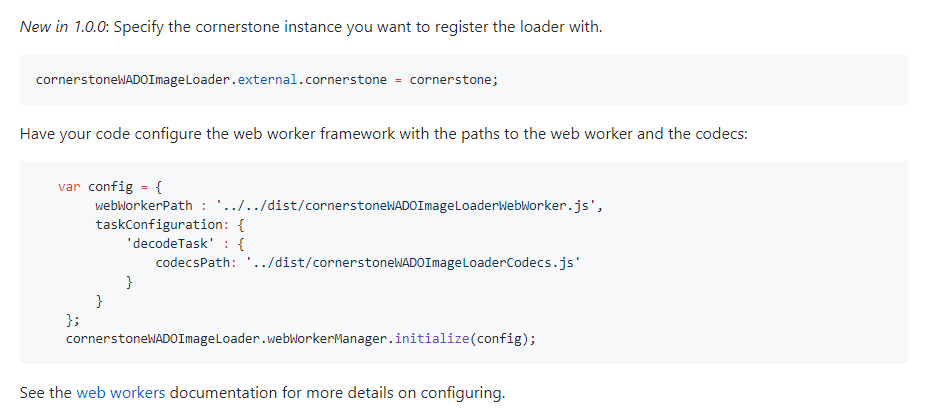 New in 1.0.0: Specify the cornerstone instance you want to register the loader with.
cornerstoneWADOImageLoader.external.cornerstone = cornerstone;
Have your code configure the web worker framework with the paths to the web worker and the codecs:
var config = {
webWorkerPath : '../../dist/cornerstoneWADOImageLoaderWebWorker.js',
taskConfiguration: {
'decodeTask' : {
codecsPath: '../dist/cornerstoneWADOImageLoaderCodecs.js'
}
}
};
cornerstoneWADOImageLoader.webWorkerManager.initialize(config);
See the web workers documentation for more details on configuring.